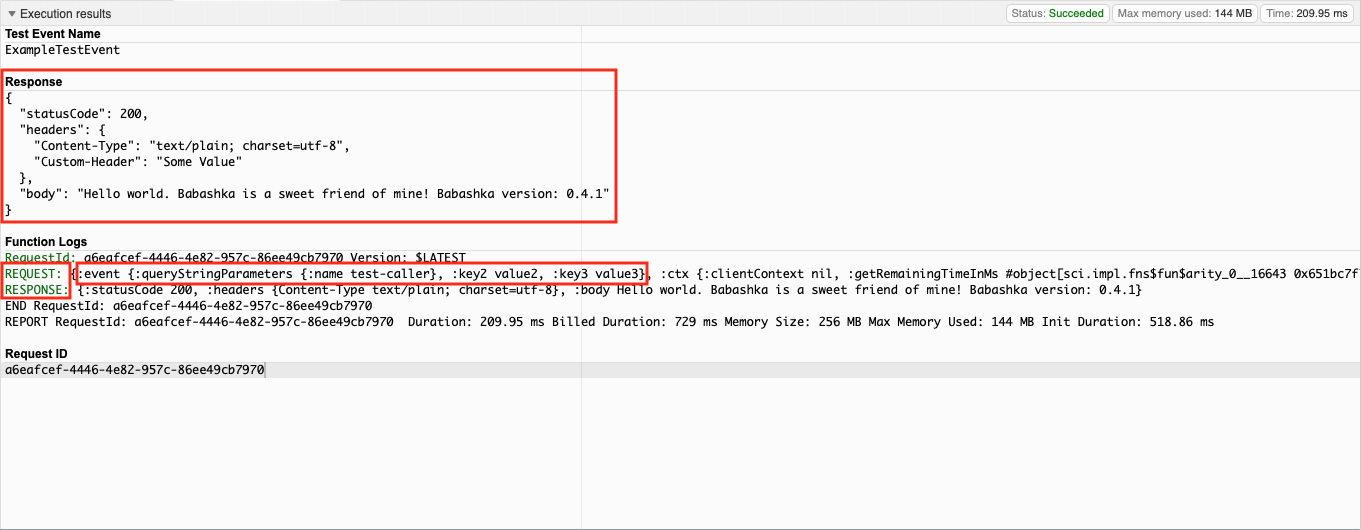 Execution results
Status: Succeeded
Max memory used: 144 MB
Time: 209.95 ms
Test Event Name
ExampleTestEvent
Response
{
  "statusCode": 200,
  "headers": {
    "Content-Type": "text/plain; charset=utf-8",
    "Custom-Header": "Some Value"
  },
  "body": "Hello world. Babashka is a sweet friend of mine! Babashka version: 0.4.1"
}
Function Logs
RequestId: a6eafcef-4446-4e82-957c-86ee49cb7970 Version: $LATEST
REQUEST: {:event {:queryStringParameters {:name test-caller}, :key2 value2, :key3 value3}, :ctx {:clientContext nil, :getRemainingTimeInMs #object[sci.impl.fns$fun$arity_0__16643 0x651bc7f
RESPONSE: {:statusCode 200, :headers {Content-Type text/plain; charset=utf-8}, :body Hello world. Babashka is a sweet friend of mine! Babashka version: 0.4.1}
END RequestId: a6eafcef-4446-4e82-957c-86ee49cb7970
REPORT RequestId: a6eafcef-4446-4e82-957c-86ee49cb7970  Duration: 209.95 ms Billed Duration: 729 ms Memory Size: 256 MB Max Memory Used: 144 MB Init Duration: 518.86 ms
Request ID
a6eafcef-4446-4e82-957c-86ee49cb7970